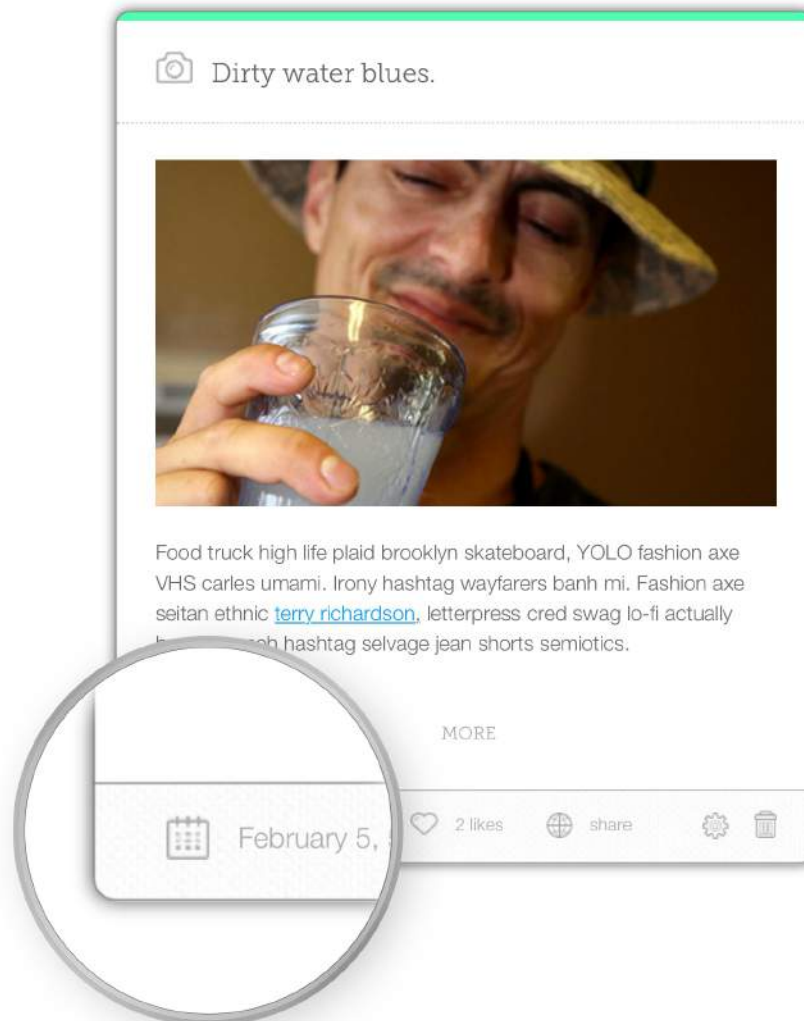 Dirty water blues.
Food truck high life plaid brooklyn skateboard, YOLO fashion axe
VHS carles umami. Irony hashtag wayfarers banh mi. Fashion axe
seitan ethnic terry richardson, letterpress cred swag lo-fi actually
hashtag selvage jean shorts semiotics.
MORE
February 5, 2 likes share